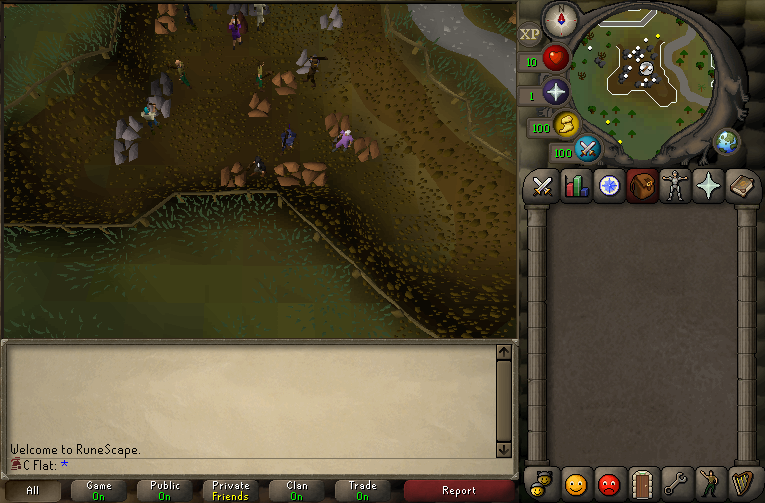 N
XP
10
1
100
100
Welcome to RuneScape.
C Flat: *
All
Game
On
Public
On
Private
Friends
Clan
On
Trade
On
Report